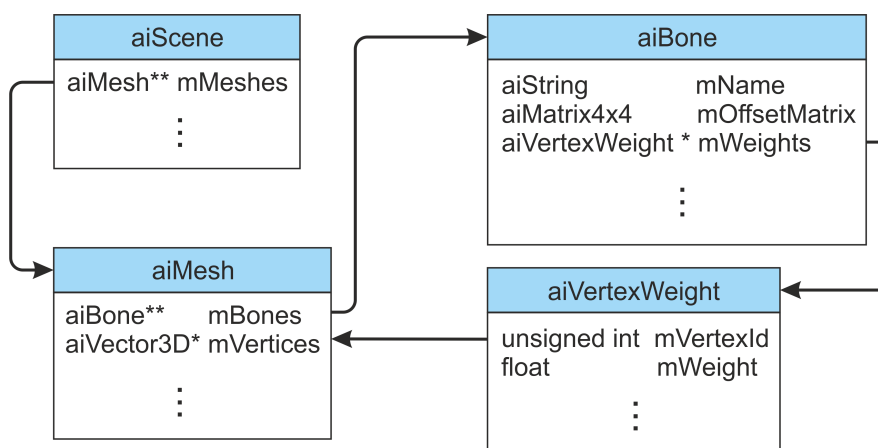 aiScene
aiMesh** mMeshes
aiBone
aiString mName
aiMatrix4x4 mOffsetMatrix
aiVertexWeight * mWeights
aiMesh
aiBone** mBones
aiVector3D* mVertices
aiVertexWeight
unsigned int mVertexId
float mWeight